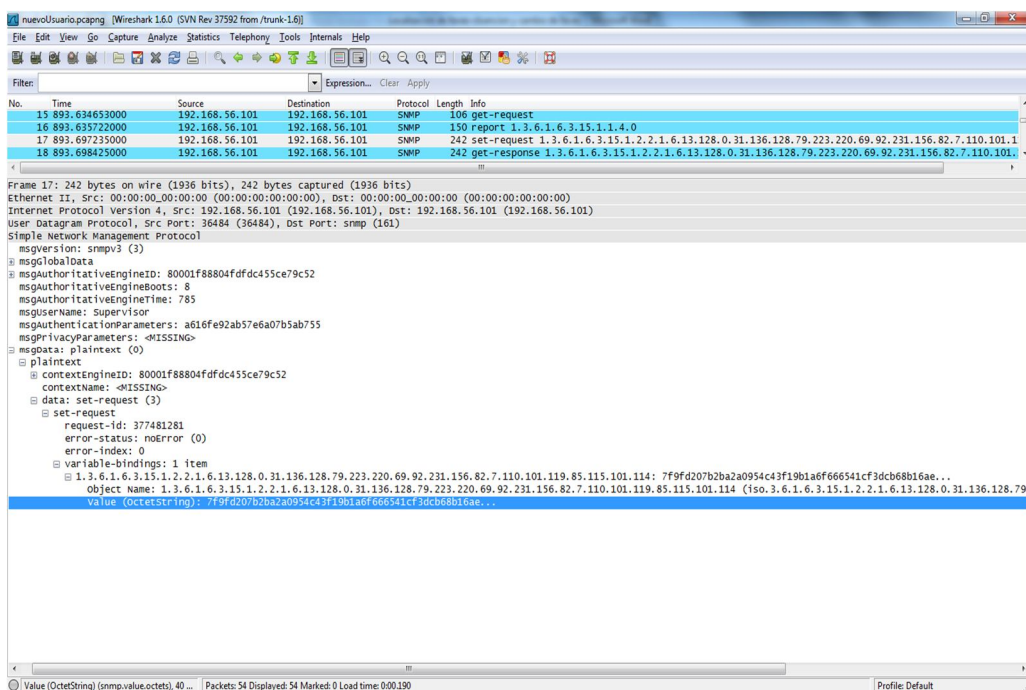 nuevoUsuario.pcapng [Wireshark 1.6.0 (SVN Rev 37592 from /trunk-1.6)]
File Edit View Go Capture Analyze Statistics Telephony Tools Internals Help
Filter: Expression... Clear Apply
No. Time Source Destination Protocol Length Info
15 893.634653000 192.168.56.101 192.168.56.101 SNMP 106 get-request
16 893.635722000 192.168.56.101 192.168.56.101 SNMP 150 report 1.3.6.1.6.3.15.1.1.4.0
17 893.697235000 192.168.56.101 192.168.56.101 SNMP 242 set-request 1.3.6.1.6.3.15.1.2.2.1.6.13.128.0.31.136.128.79.223.220.69.92.231.156.82.7.110.101.1
18 893.698425000 192.168.56.101 192.168.56.101 SNMP 242 get-response 1.3.6.1.6.3.15.1.2.2.1.6.13.128.0.31.136.128.79.223.220.69.92.231.156.82.7.110.101.
Frame 17: 242 bytes on wire (1936 bits), 242 bytes captured (1936 bits)
Ethernet II, Src: 00:00:00_00:00:00 (00:00:00:00:00:00), Dst: 00:00:00_00:00:00 (00:00:00:00:00:00)
Internet Protocol Version 4, Src: 192.168.56.101 (192.168.56.101), Dst: 192.168.56.101 (192.168.56.101)
User Datagram Protocol, Src Port: 36484 (36484), Dst Port: snmp (161)
Simple Network Management Protocol
msgVersion: snmpv3 (3)
msgGlobalData
msgAuthoritativeEngineID: 80001f88804fdfdc455ce79c52
msgAuthoritativeEngineBoots: 8
msgAuthoritativeEngineTime: 785
msgUserName: Supervisor
msgAuthenticationParameters: a616fe92ab57e6a07b5ab755
msgPrivacyParameters: <MISSING>
msgData: plaintext (0)
plaintext
contextEngineID: 80001f88804fdfdc455ce79c52
contextName: <MISSING>
data: set-request (3)
set-request
request-id: 377481281
error-status: noError (0)
error-index: 0
variable-bindings: 1 item
1.3.6.1.6.3.15.1.2.2.1.6.13.128.0.31.136.128.79.223.220.69.92.231.156.82.7.110.101.119.85.115.101.114: 7f9fd207b2ba2a0954c43f19b1a6f666541cf3dcb68b16ae...
Object Name: 1.3.6.1.6.3.15.1.2.2.1.6.13.128.0.31.136.128.79.223.220.69.92.231.156.82.7.110.101.119.85.115.101.114 (iso.3.6.1.6.3.15.1.2.2.1.6.13.128.0.31.136.128.79
Value (OctetString): 7f9fd207b2ba2a0954c43f19b1a6f666541cf3dcb68b16ae...
Value (OctetString) (snmp.value.octets), 40 ... Packets: 54 Displayed: 54 Marked: 0 Load time: 0:00.190 Profile: Default